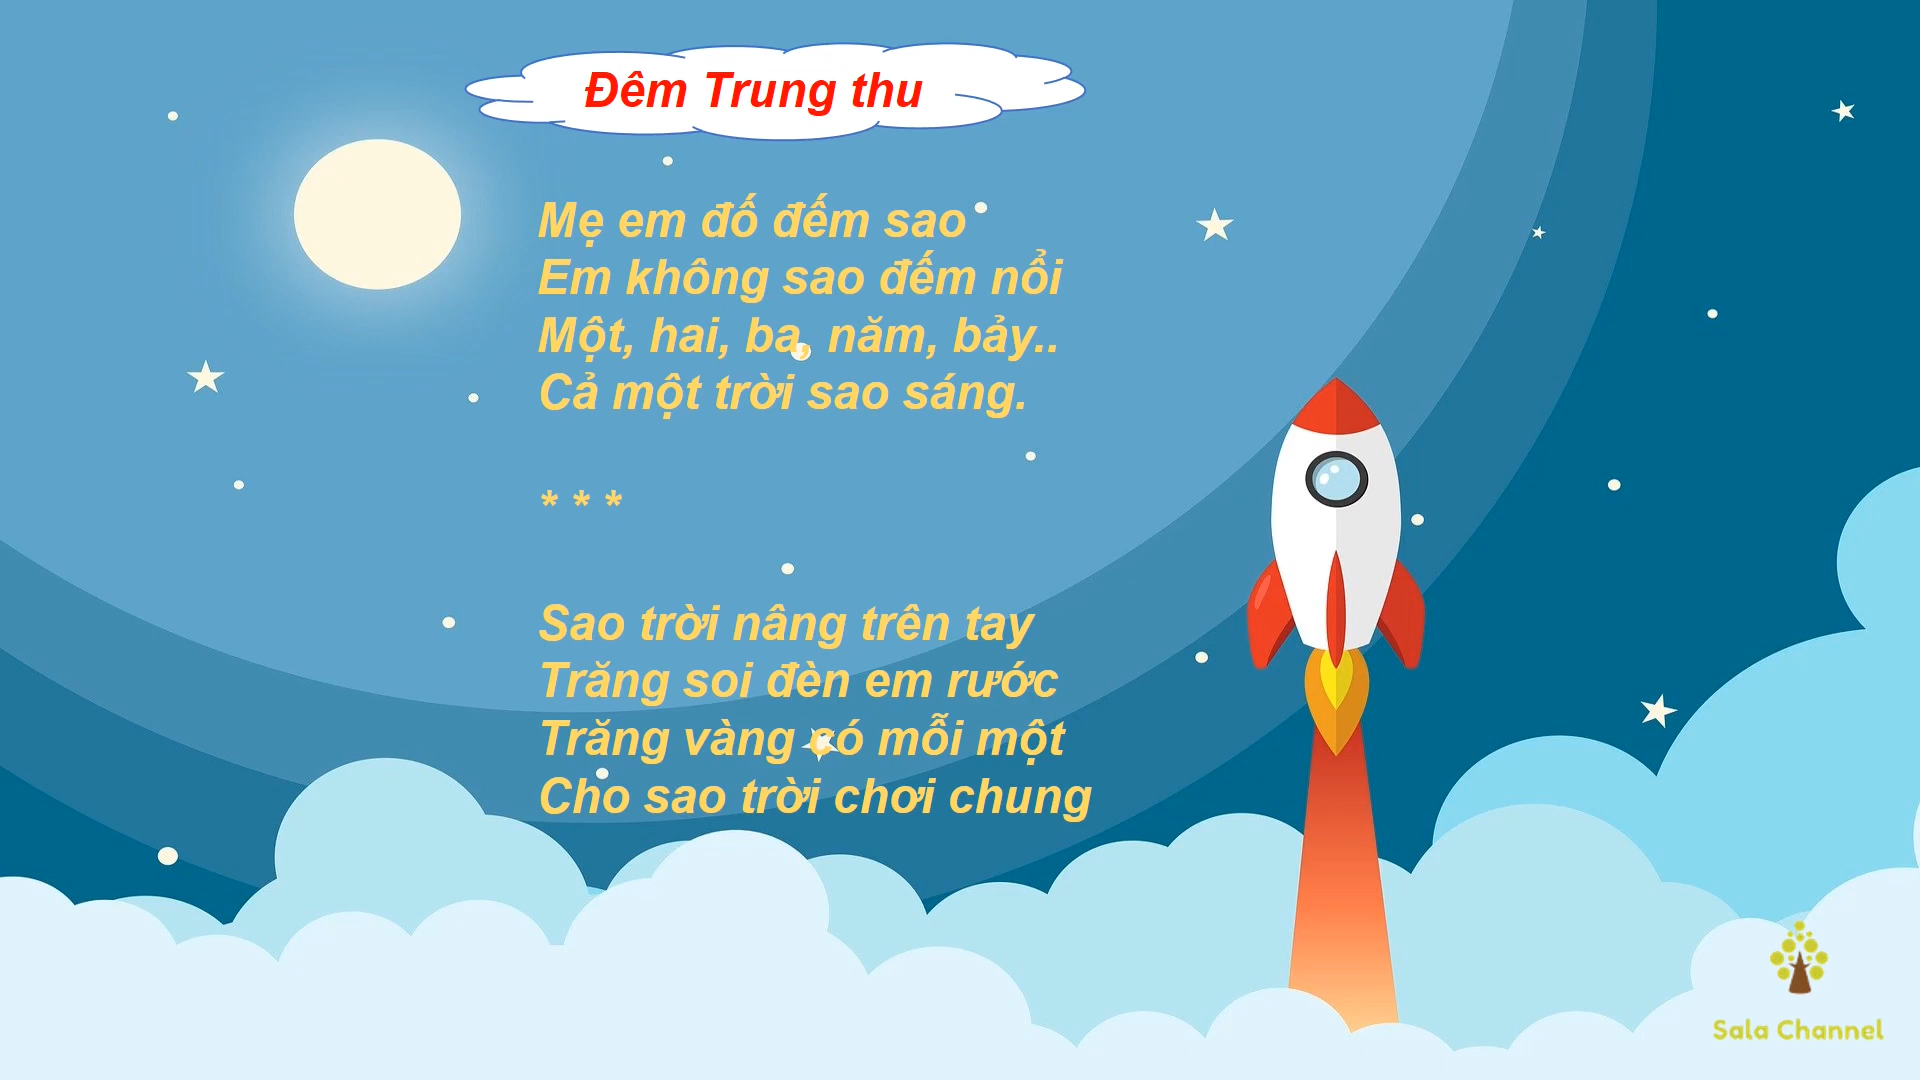 Đêm Trung thu
Mẹ em đố đếm sao
Em không sao đếm nổi
Một, hai, ba, năm, bảy..
Cả một trời sao sáng.
* * *
Sao trời nâng trên tay
Trăng soi đèn em rước
Trăng vàng có mỗi một
Cho sao trời chơi chung
Sala Channel